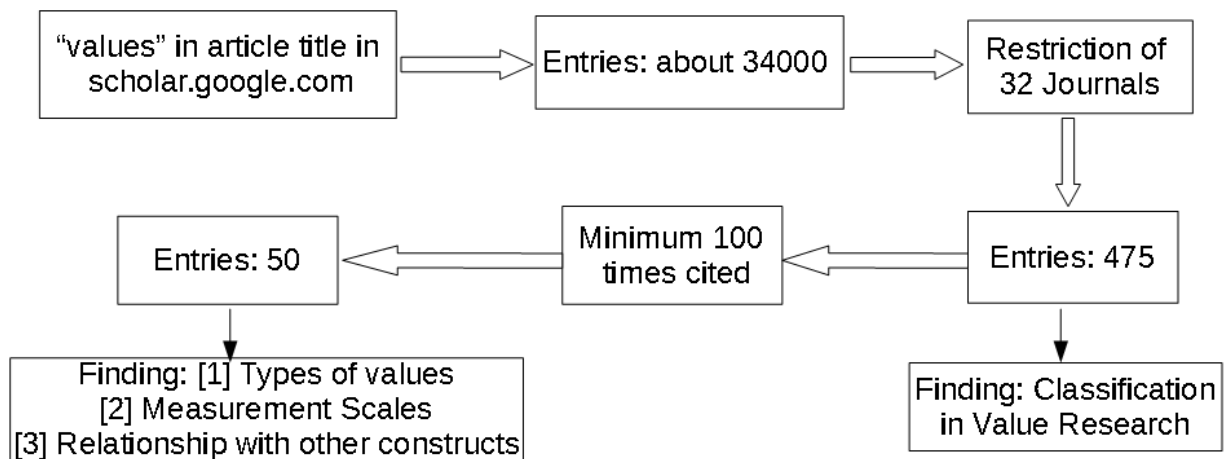 “values” in article title in
scholar.google.com
Entries: about 34000
Restriction of
32 Journals
Entries: 475
Minimum 100
times cited
Entries: 50
Finding: [1] Types of values
[2] Measurement Scales
[3] Relationship with other constructs
Finding: Classification
in Value Research